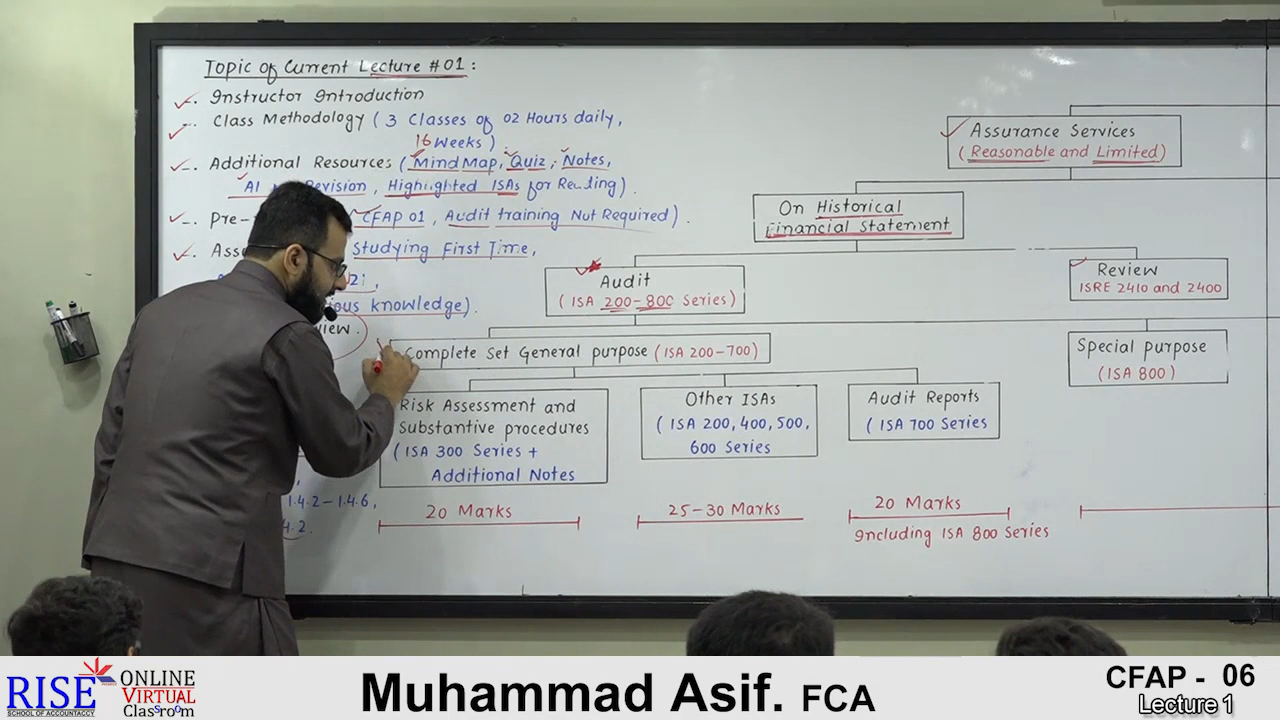 Topic of Current Lecture #01:
Instructor Introduction
Class Methodology ( 3 Classes of 02 Hours daily,
16 Weeks)
Additional Resources ( Mind Map, Quiz, Notes,
AI Revision, Highlighted ISAs for Reading).
Pre- CFAP 01, Audit training Not Required).
Studying First Time,
knowledge).
1.4.2 - 1.4.6,
4.2.
Assurance Services
(Reasonable and Limited)
On Historical
Financial Statement
Audit
(ISA 200-800 Series)
Review
ISRE 2410 and 2400
Complete Set General purpose (ISA 200-700)
Special purpose
(ISA 800)
Risk Assessment and
Substantive procedures
(ISA 300 Series +
Additional Notes
Other ISAs
(ISA 200, 400, 500,
600 Series
Audit Reports
(ISA 700 Series
20 Marks
25-30 Marks
20 Marks
Including ISA 800 Series
RISE
SCHOOL OF ACCOUNTACY
ONLINE
VIRTUAL
Classroom
Muhammad Asif. FCA
CFAP - 06
Lecture 1